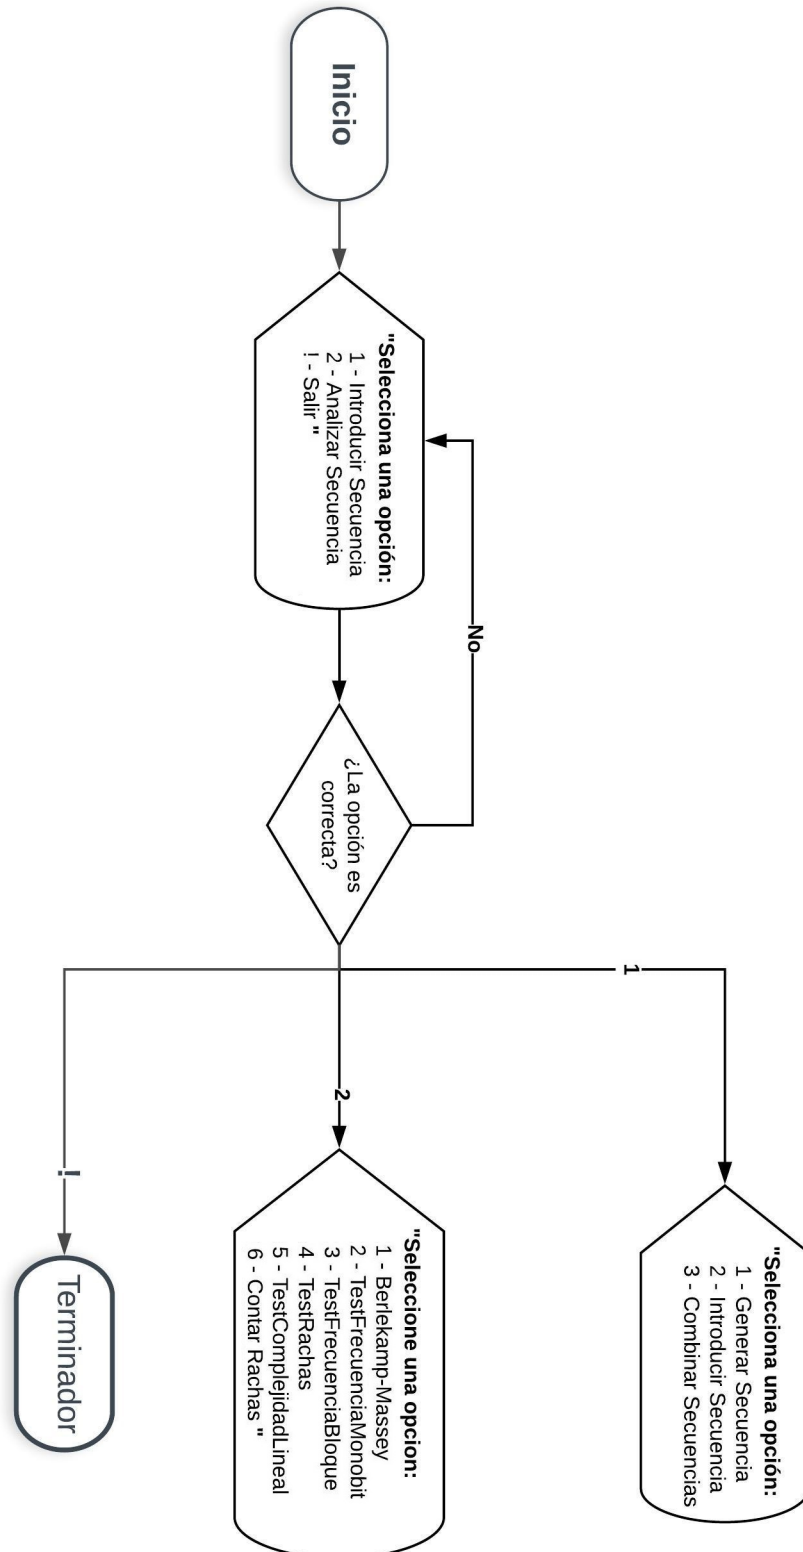 Inicio
"Selecciona una opción:
1 - Introducir Secuencia
2 - Analizar Secuencia
! - Salir "
No
¿La opción es
correcta?
1
"Selecciona una opción:
1 - Generar Secuencia
2 - Introducir Secuencia
3 - Combinar Secuencias
2
"Seleccione una opcion:
1 - Berlekamp-Massey
2 - TestFrecuenciaMonobit
3 - TestFrecuenciaBloque
4 - TestRachas
5 - TestComplejidadLineal
6 - Contar Rachas "
!
Terminador